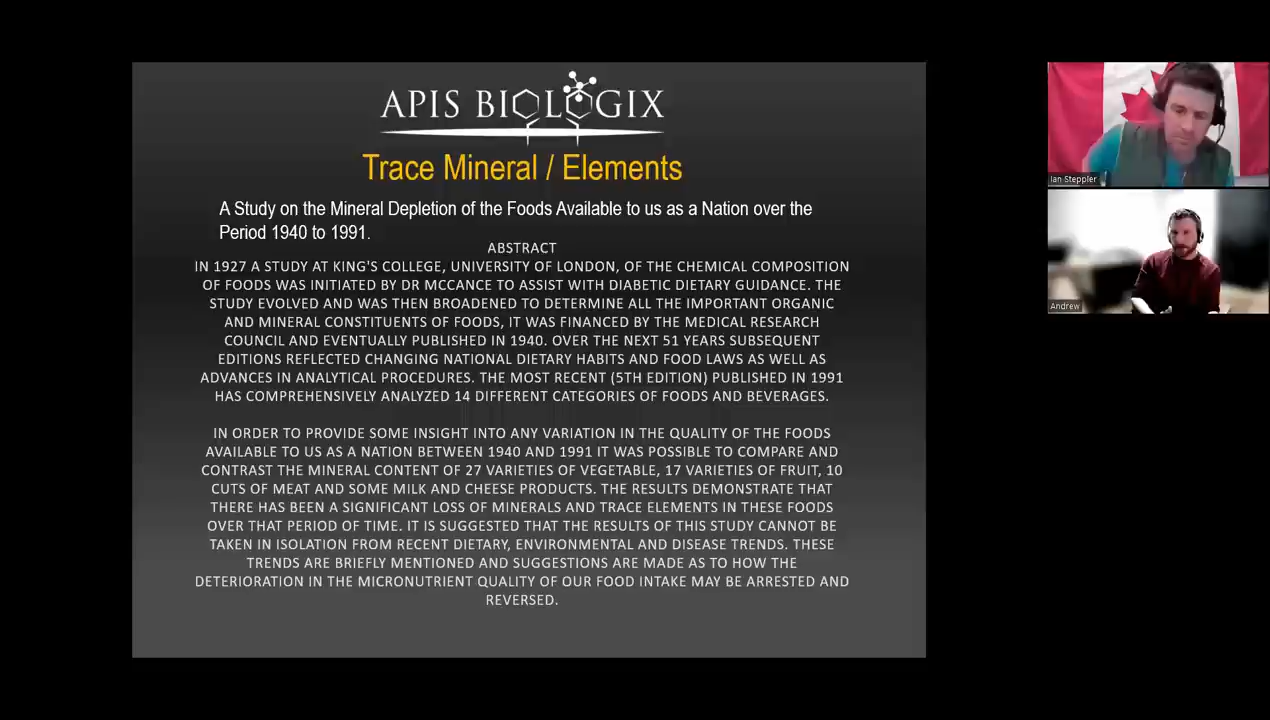 APIS BIOLOGIX
Trace Mineral / Elements
A Study on the Mineral Depletion of the Foods Available to us as a Nation over the
Period 1940 to 1991.
ABSTRACT
IN 1927 A STUDY AT KING'S COLLEGE, UNIVERSITY OF LONDON, OF THE CHEMICAL COMPOSITION
OF FOODS WAS INITIATED BY DR MCCANCE TO ASSIST WITH DIABETIC DIETARY GUIDANCE. THE
STUDY EVOLVED AND WAS THEN BROADENED TO DETERMINE ALL THE IMPORTANT ORGANIC
AND MINERAL CONSTITUENTS OF FOODS, IT WAS FINANCED BY THE MEDICAL RESEARCH
COUNCIL AND EVENTUALLY PUBLISHED IN 1940. OVER THE NEXT 51 YEARS SUBSEQUENT
EDITIONS REFLECTED CHANGING NATIONAL DIETARY HABITS AND FOOD LAWS AS WELL AS
ADVANCES IN ANALYTICAL PROCEDURES. THE MOST RECENT (5TH EDITION) PUBLISHED IN 1991
HAS COMPREHENSIVELY ANALYZED 14 DIFFERENT CATEGORIES OF FOODS AND BEVERAGES.
IN ORDER TO PROVIDE SOME INSIGHT INTO ANY VARIATION IN THE QUALITY OF THE FOODS
AVAILABLE TO US AS A NATION BETWEEN 1940 AND 1991 IT WAS POSSIBLE TO COMPARE AND
CONTRAST THE MINERAL CONTENT OF 27 VARIETIES OF VEGETABLE, 17 VARIETIES OF FRUIT, 10
CUTS OF MEAT AND SOME MILK AND CHEESE PRODUCTS. THE RESULTS DEMONSTRATE THAT
THERE HAS BEEN A SIGNIFICANT LOSS OF MINERALS AND TRACE ELEMENTS IN THESE FOODS
OVER THAT PERIOD OF TIME. IT IS SUGGESTED THAT THE RESULTS OF THIS STUDY CANNOT BE
TAKEN IN ISOLATION FROM RECENT DIETARY, ENVIRONMENTAL AND DISEASE TRENDS. THESE
TRENDS ARE BRIEFLY MENTIONED AND SUGGESTIONS ARE MADE AS TO HOW THE
DETERIORATION IN THE MICRONUTRIENT QUALITY OF OUR FOOD INTAKE MAY BE ARRESTED AND
REVERSED.
Ian Steppler
Andrew